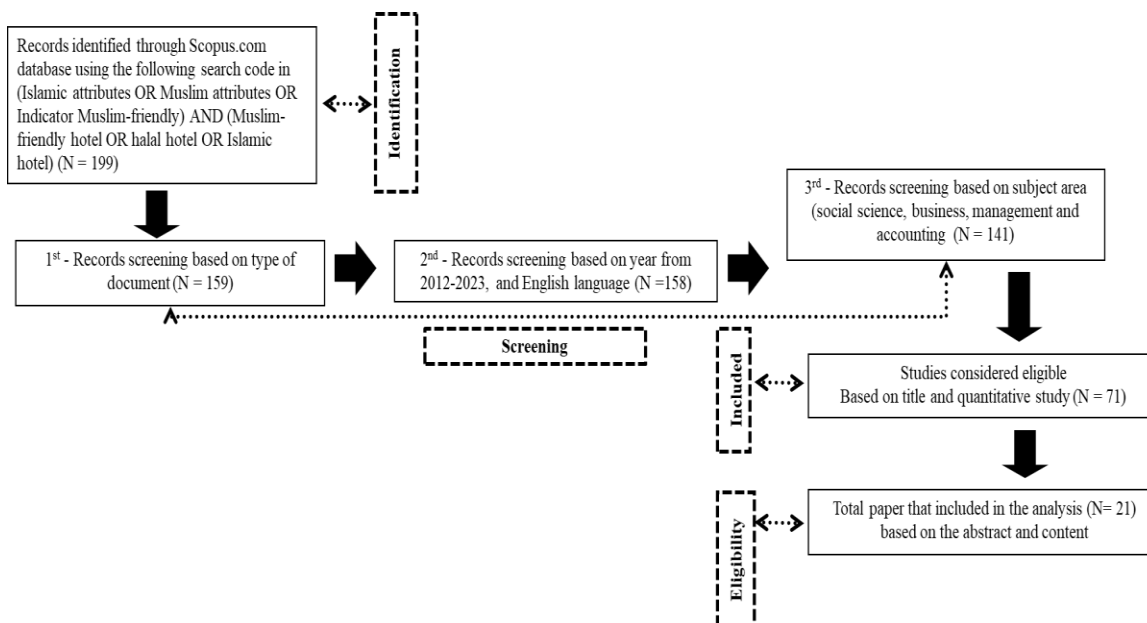 Records identified through Scopus.com
database using the following search code in
(Islamic attributes OR Muslim attributes OR
Indicator Muslim-friendly) AND (Muslim-
friendly hotel OR halal hotel OR Islamic
hotel) (N = 199)
Identification
1st - Records screening based on type of
document (N = 159)
2nd - Records screening based on year from
2012-2023, and English language (N =158)
3rd - Records screening based on subject area
(social science, business, management and
accounting (N = 141)
Screening
Included
Studies considered eligible
Based on title and quantitative study (N = 71)
Eligibility
Total paper that included in the analysis (N= 21)
based on the abstract and content